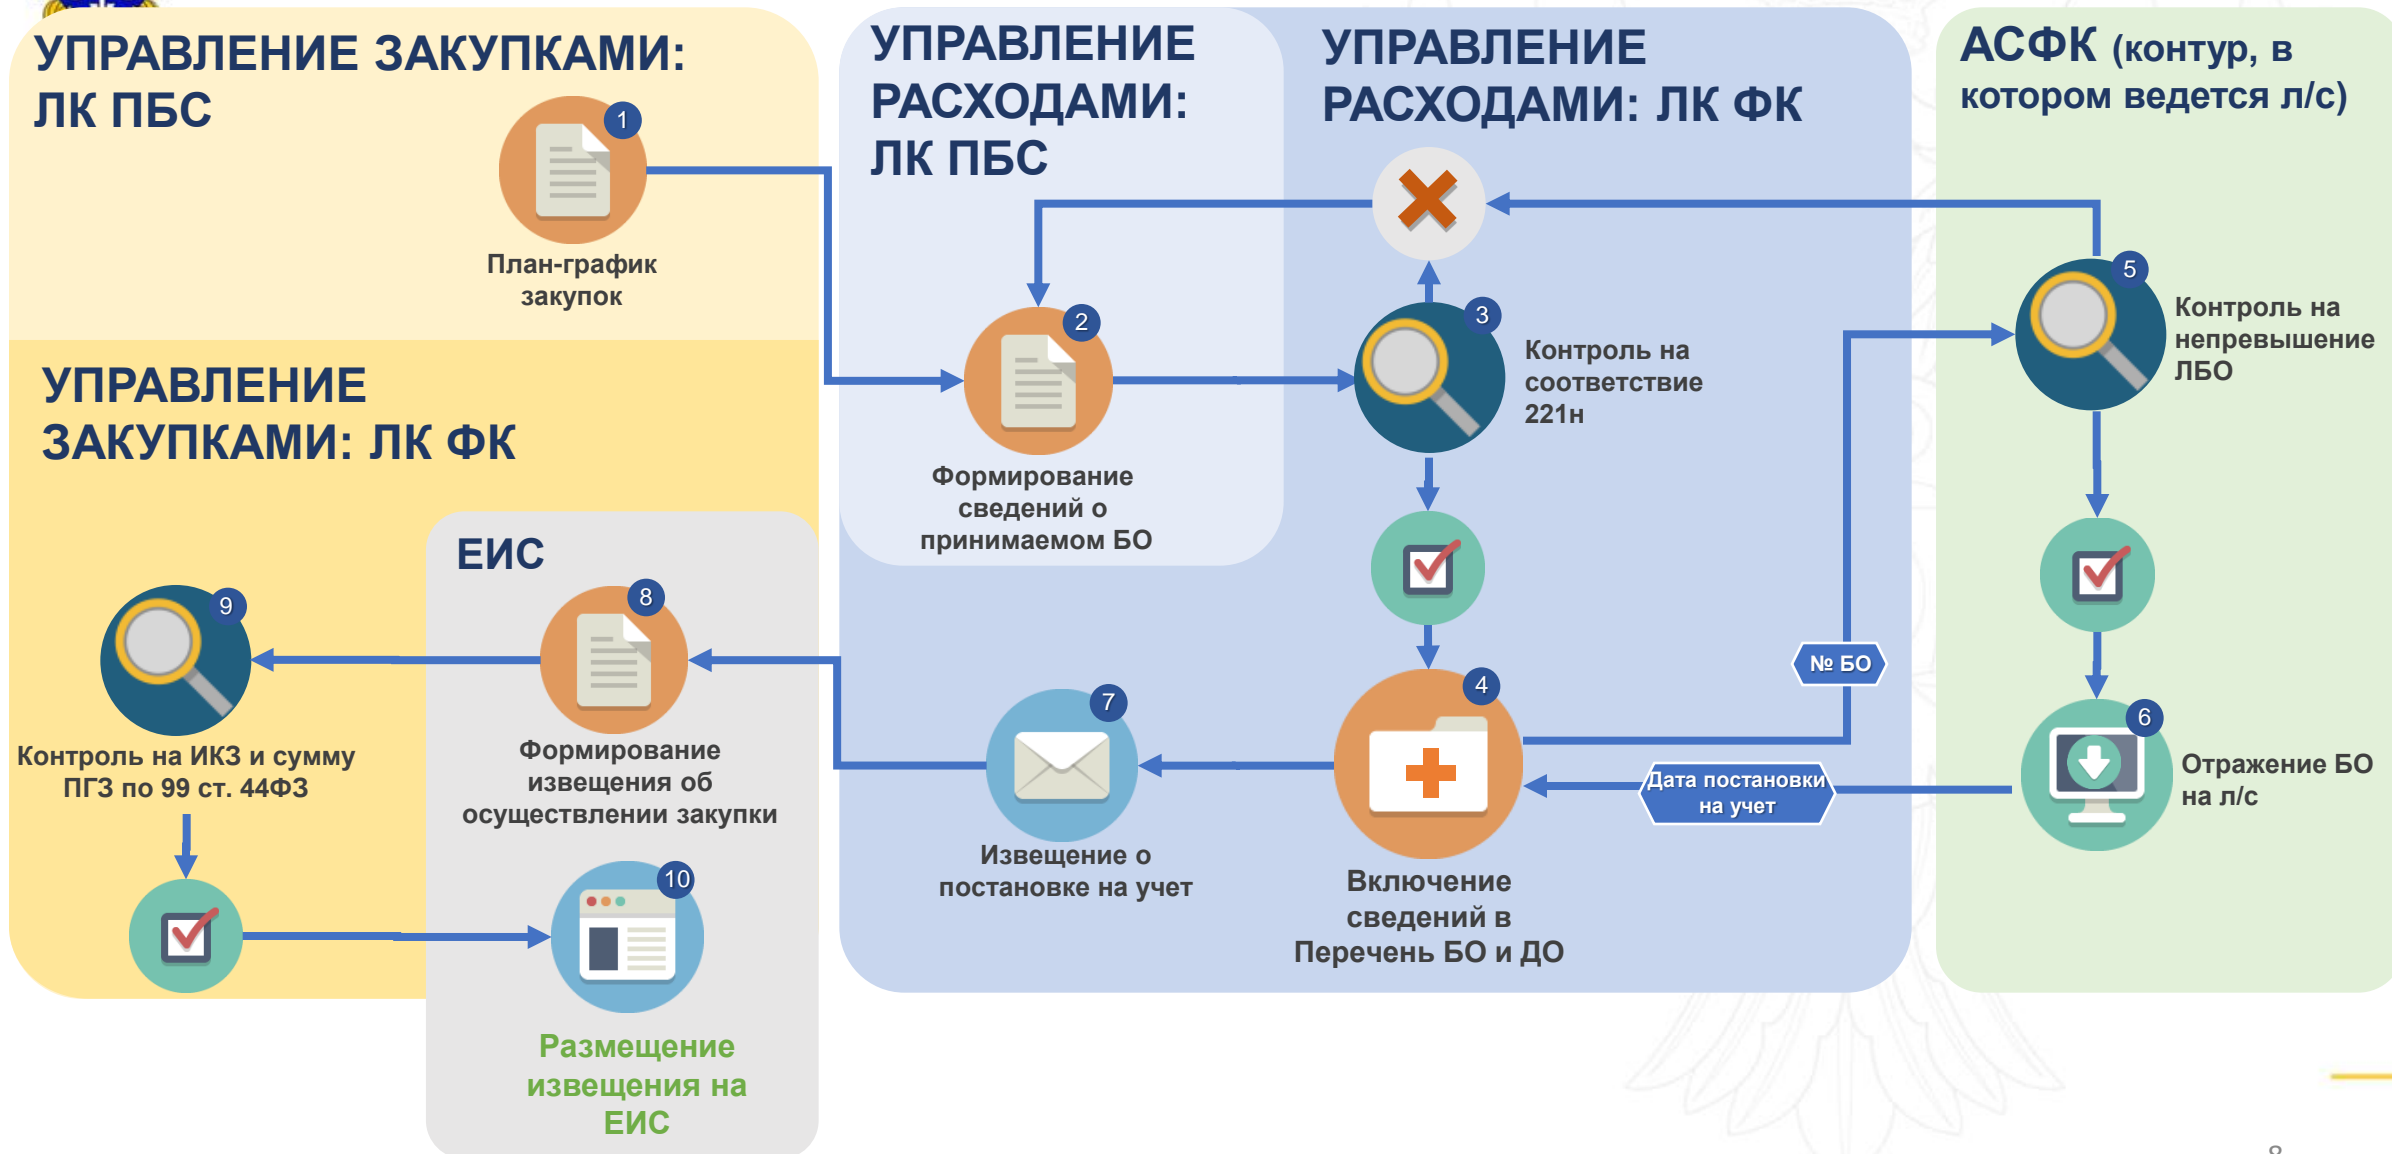 УПРАВЛЕНИЕ ЗАКУПКАМИ:
ЛК ПБС
1
План-график
закупок
УПРАВЛЕНИЕ
ЗАКУПКАМИ: ЛК ФК
ЕИС
9
Контроль на ИКЗ и сумму
ПГЗ по 99 ст. 44ФЗ
8
Формирование
извещения об
осуществлении закупки
10
Размещение
извещения на
ЕИС
УПРАВЛЕНИЕ
РАСХОДАМИ:
ЛК ПБС
2
Формирование
сведений о
принимаемом БО
УПРАВЛЕНИЕ
РАСХОДАМИ: ЛК ФК
3
Контроль на
соответствие
221н
4
Включение
сведений в
Перечень БО и ДО
7
Извещение о
постановке на учет
№ БО
Дата постановки
на учет
АСФК (контур, в
котором ведется л/с)
5
Контроль на
непревышение
ЛБО
6
Отражение БО
на л/с
8